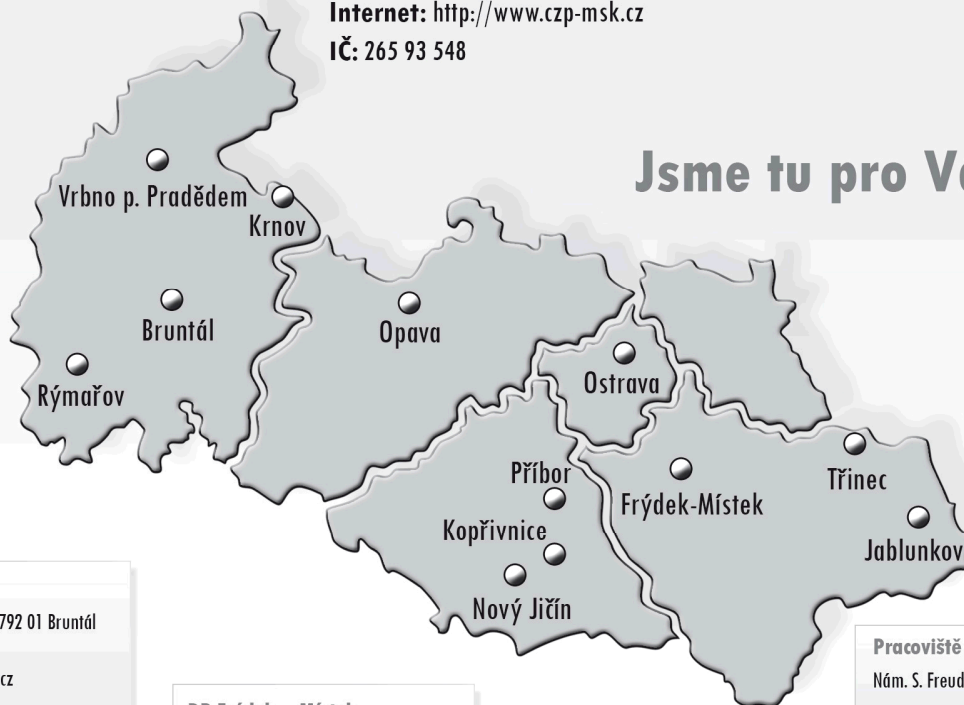 Internet: http://www.czp-msk.cz
IČ: 265 93 548
Jsme tu pro
Vrbno p. Pradědem
Krnov
Bruntál
Opava
Rýmařov
Ostrava
Příbor
Třinec
Frýdek-Místek
Kopřivnice
Jablunkov
Nový Jičín
792 01 Bruntál
cz
Pracoviště
Nám. S. Freud